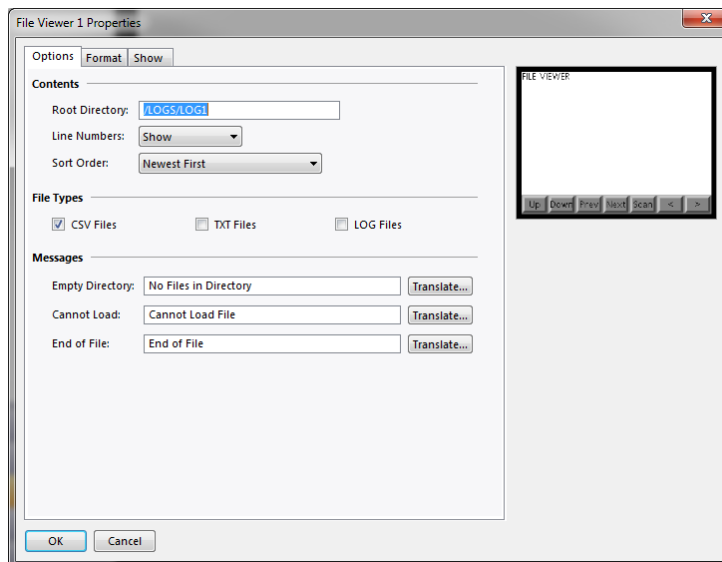 File Viewer 1 Properties
Options Format Show
Contents
Root Directory: /LOGS/LOG1
Line Numbers: Show
Sort Order: Newest First
File Types
CSV Files TXT Files LOG Files
Messages
Empty Directory: No Files in Directory Translate...
Cannot Load: Cannot Load File Translate...
End of File: End of File Translate...
OK Cancel
FILE VIEWER
Up Down Prev Next Scan < >